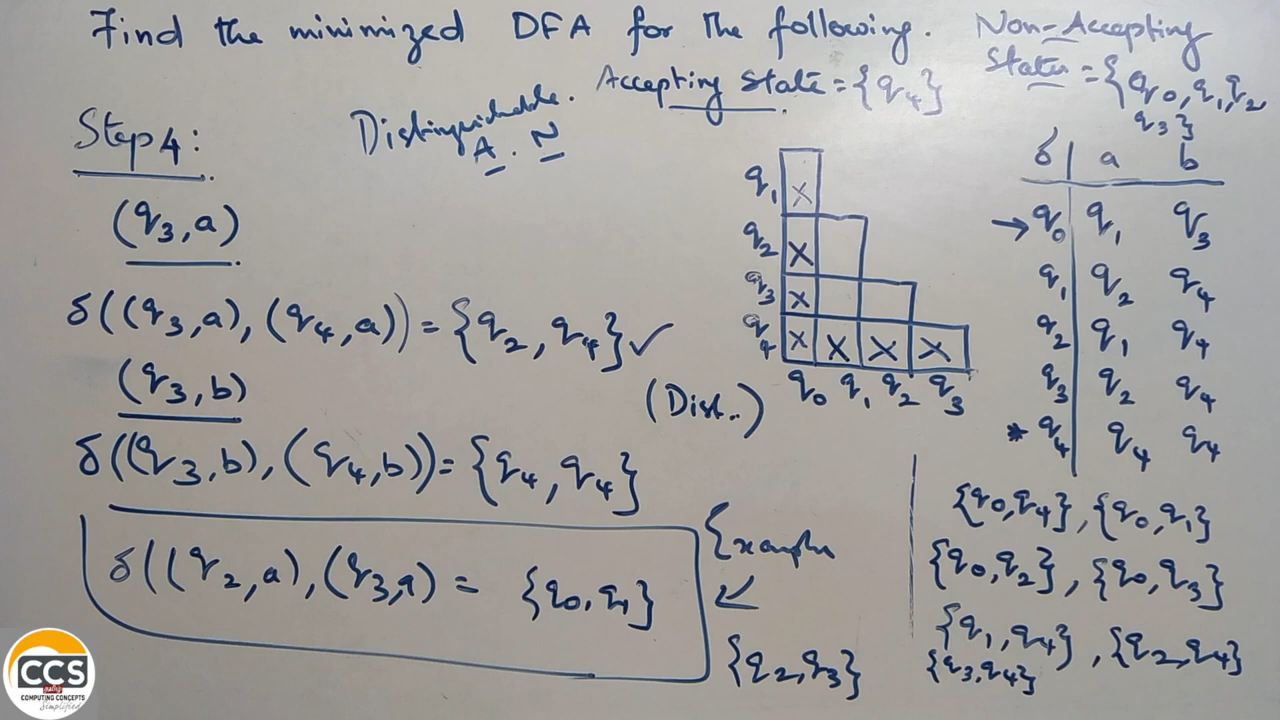 Find the minimized DFA for the following.
Non-Accepting
States = {q0, q1, q2
q3}
Accepting State = {q4}
Distinguishable.
A. N
Step 4:
(q3, a)
δ((q3, a), (q4, a)) = {q2, q4} ✓
(q3, b)
(Dist..)
δ((q3, b), (q4, b)) = {q4, q4}
δ((q2, a), (q3, a) = {q0, q1}
Example
{q2, q3}
q1 X
q2 X
q3 X
q4 X X X X
q0 q1 q2 q3
δ | a b
→ q0 q1 q3
q1 q2 q4
q2 q1 q4
q3 q2 q4
* q4 q4 q4
{q0, q4}, {q0, q1}
{q0, q2}, {q0, q3}
{q1, q4}, {q2, q4}
{q3, q4}
CCS
COMPUTING CONCEPTS
Simplified